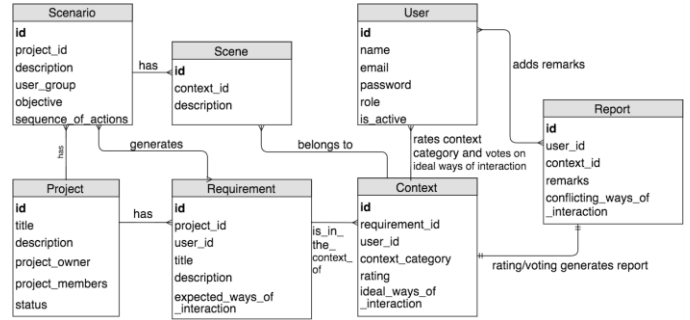 Scenario
id
project_id
description
user_group
objective
sequence_of_actions
has
Scene
id
context_id
description
User
id
name
email
password
role
is_active
adds remarks
Report
id
user_id
context_id
remarks
conflicting_ways_of
_interaction
has
generates
belongs to
rates context
category and votes on
ideal ways of interaction
Project
id
title
description
project_owner
project_members
status
has
Requirement
id
project_id
user_id
title
description
expected_ways_of
_interaction
is_in_
the_
context_
of
Context
id
requirement_id
user_id
context_category
rating
ideal_ways_of
_interaction
rating/voting generates report